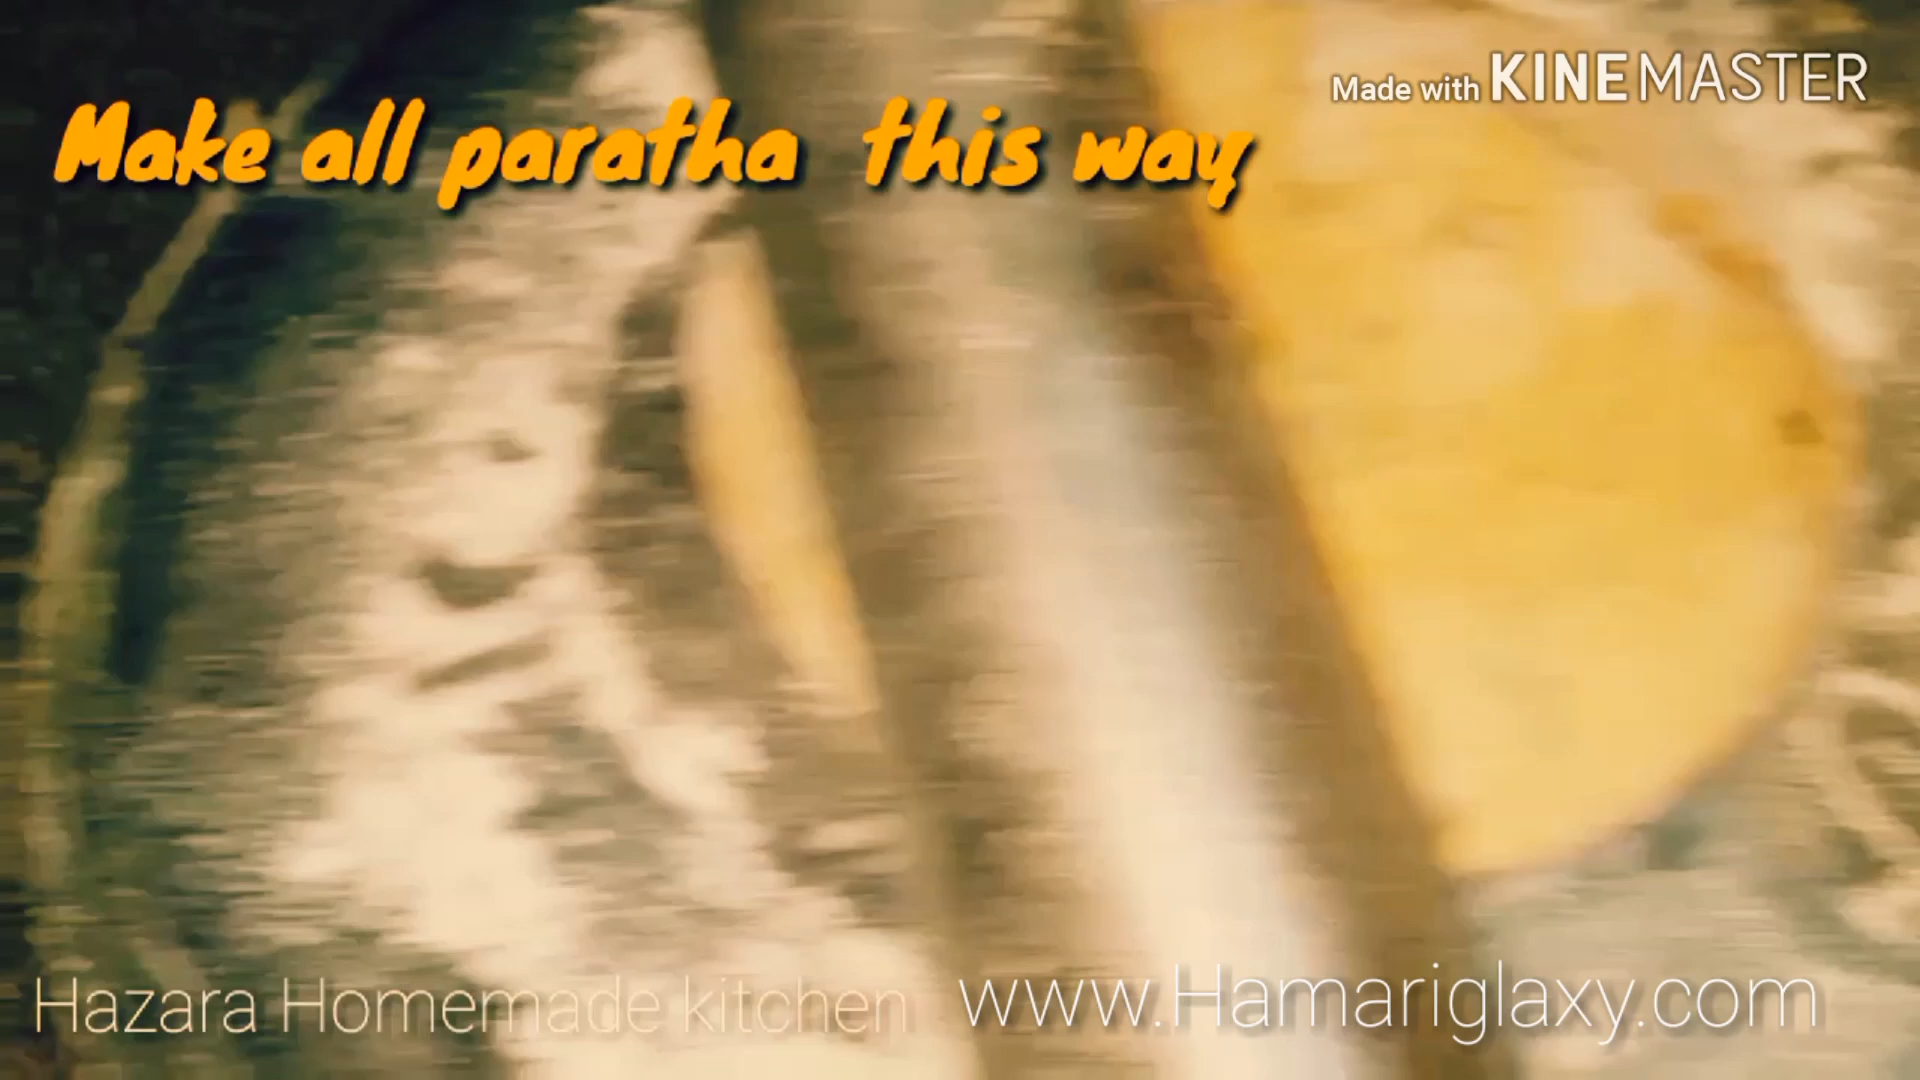 Made with KINEMASTER
Make all paratha this way
Hazara Homemade kitchen www.Hamariglaxy.com